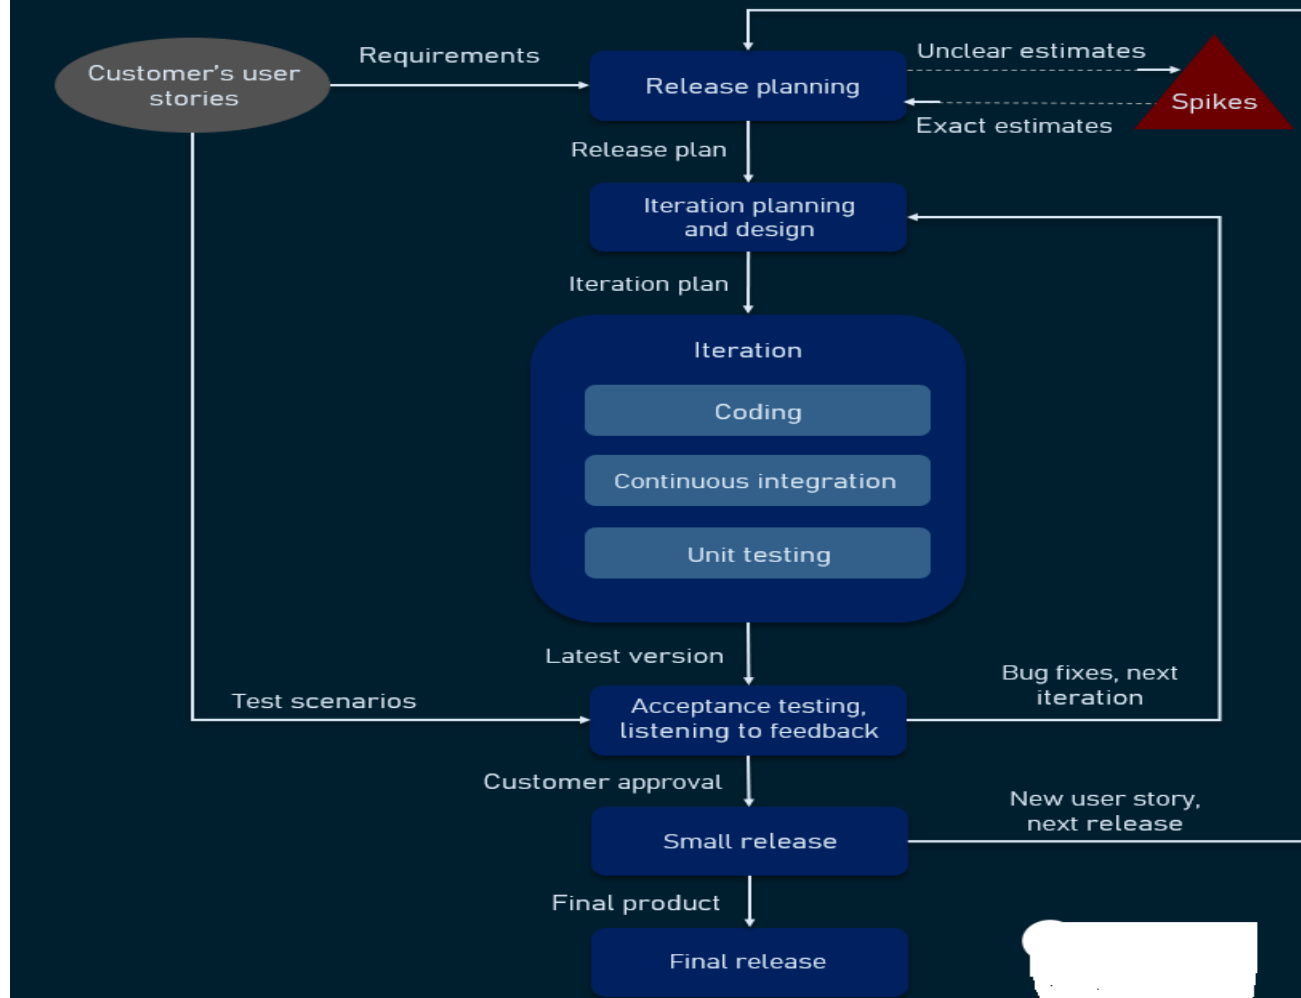 Customer's user
stories
Requirements
Release planning
Unclear estimates
Spikes
Exact estimates
Release plan
Iteration planning
and design
Iteration plan
Iteration
Coding
Continuous integration
Unit testing
Latest version
Bug fixes, next
iteration
Test scenarios
Acceptance testing,
listening to feedback
Customer approval
New user story,
next release
Small release
Final product
Final release